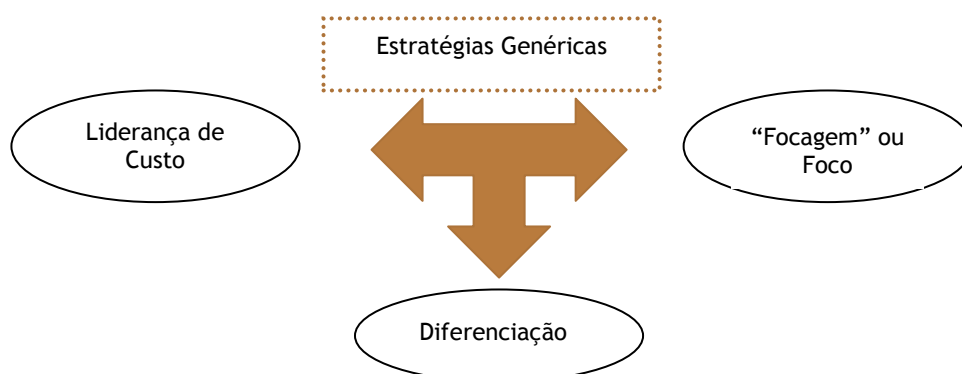 Estratégias Genéricas
Liderança de
Custo
“Focagem” ou
Foco
Diferenciação